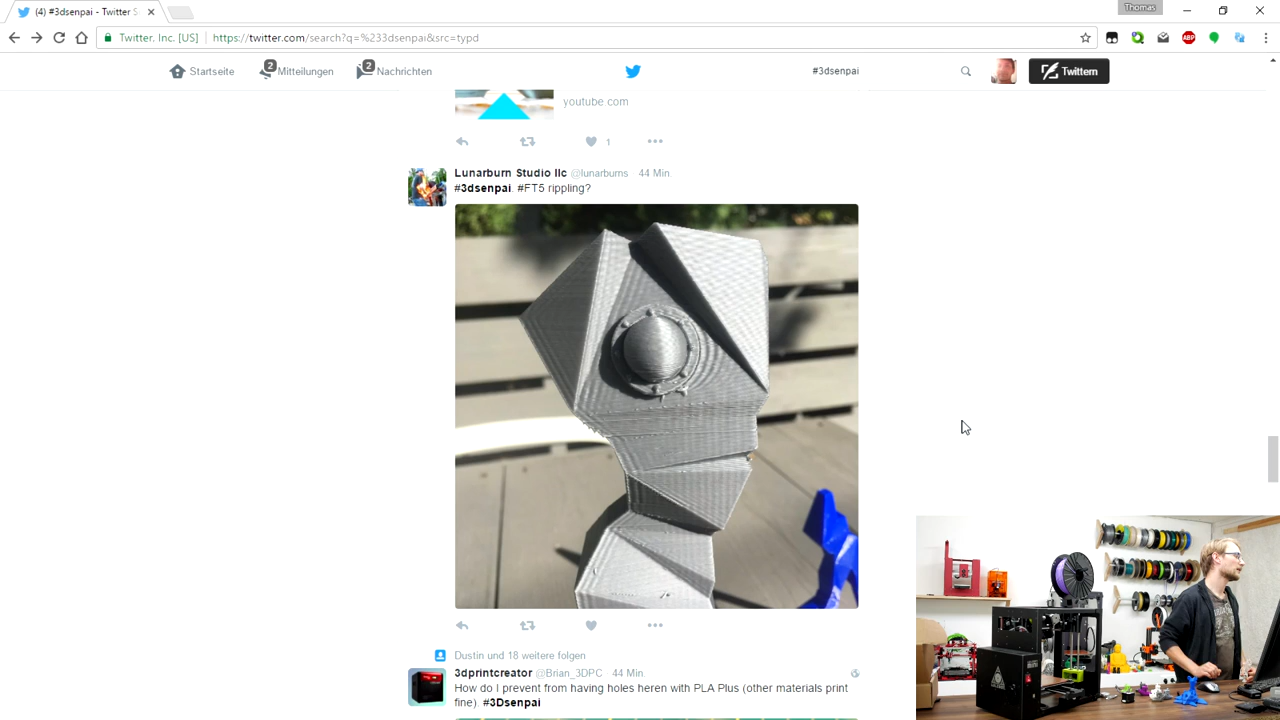 (4) #3dsenpai - Twitter S
Thomas
Twitter, Inc. [US]
https://twitter.com/search?q=%233dsenpai&src=typd
ABP
Startseite
2
Mitteilungen
2
Nachrichten
#3dsenpai
Twittern
youtube.com
1
Lunarburn Studio llc @lunarburns 44 Min.
#3dsenpai. #FT5 rippling?
Dustin und 18 weitere folgen
3dprintcreator @Brian_3DPC 44 Min.
How do I prevent from having holes heren with PLA Plus (other materials print
fine). #3Dsenpai